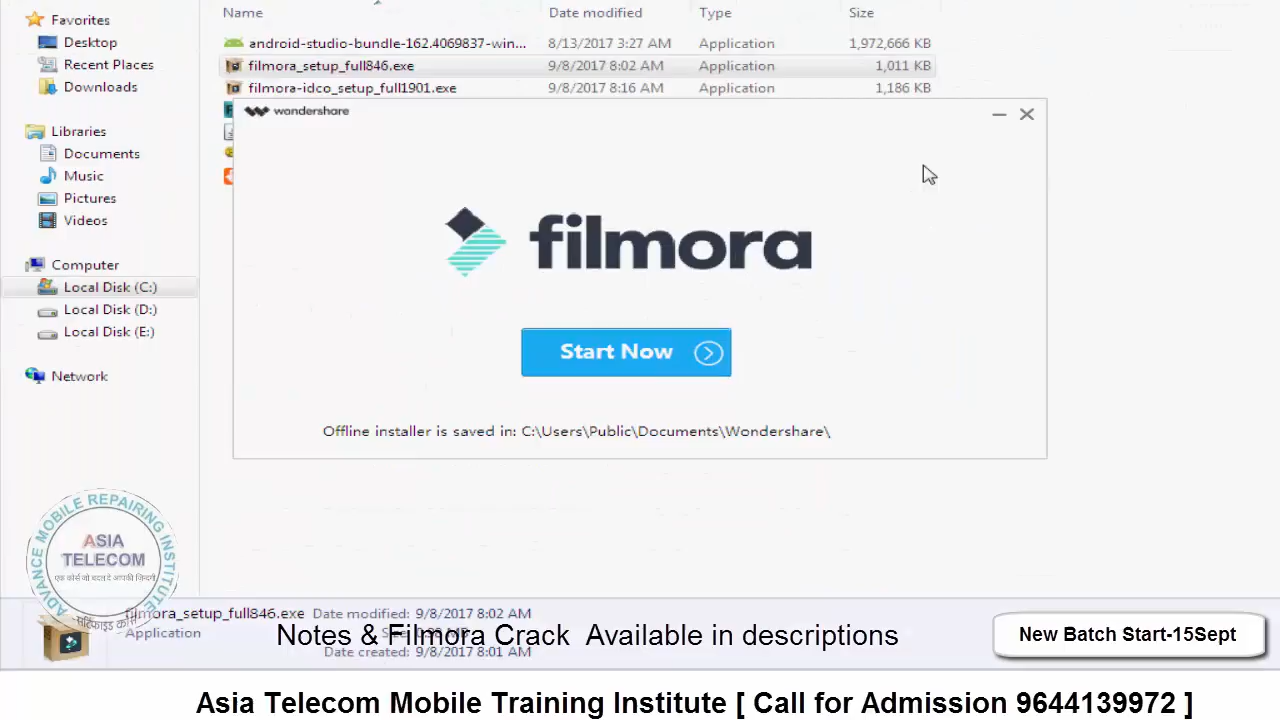 Name Date modified Type Size
Favorites
Desktop
Recent Places
Downloads
Libraries
Documents
Music
Pictures
Videos
Computer
Local Disk (C:)
Local Disk (D:)
Local Disk (E:)
Network
android-studio-bundle-162.4069837-win... 8/13/2017 3:27 AM Application 1,972,666 KB
filmora_setup_full846.exe 9/8/2017 8:02 AM Application 1,011 KB
filmora-idco_setup_full1901.exe 9/8/2017 8:16 AM Application 1,186 KB
wondershare
filmora
Start Now
Offline installer is saved in: C:\Users\Public\Documents\Wondershare\
ADVANCE MOBILE REPAIRING INSTITUTE
ASIA
TELECOM
एक कोर्स जो बदल दे आपकी जिन्दगी
filmora_setup_full846.exe Date modified: 9/8/2017 8:02 AM
Application
Date created: 9/8/2017 8:01 AM
Notes & Filmora Crack Available in descriptions
New Batch Start-15Sept
Asia Telecom Mobile Training Institute [ Call for Admission 9644139972 ]